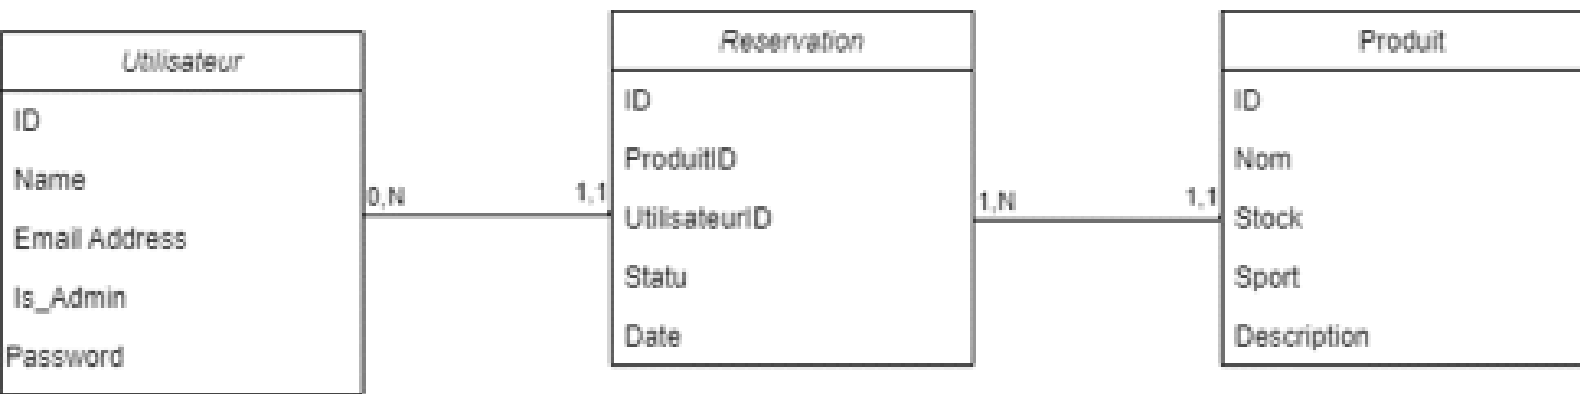 Utilisateur
ID
Name
Email Address
Is_Admin
Password
0,N
1,1
Reservation
ID
ProduitID
UtilisateurID
Statu
Date
1,N
1,1
Produit
ID
Nom
Stock
Sport
Description